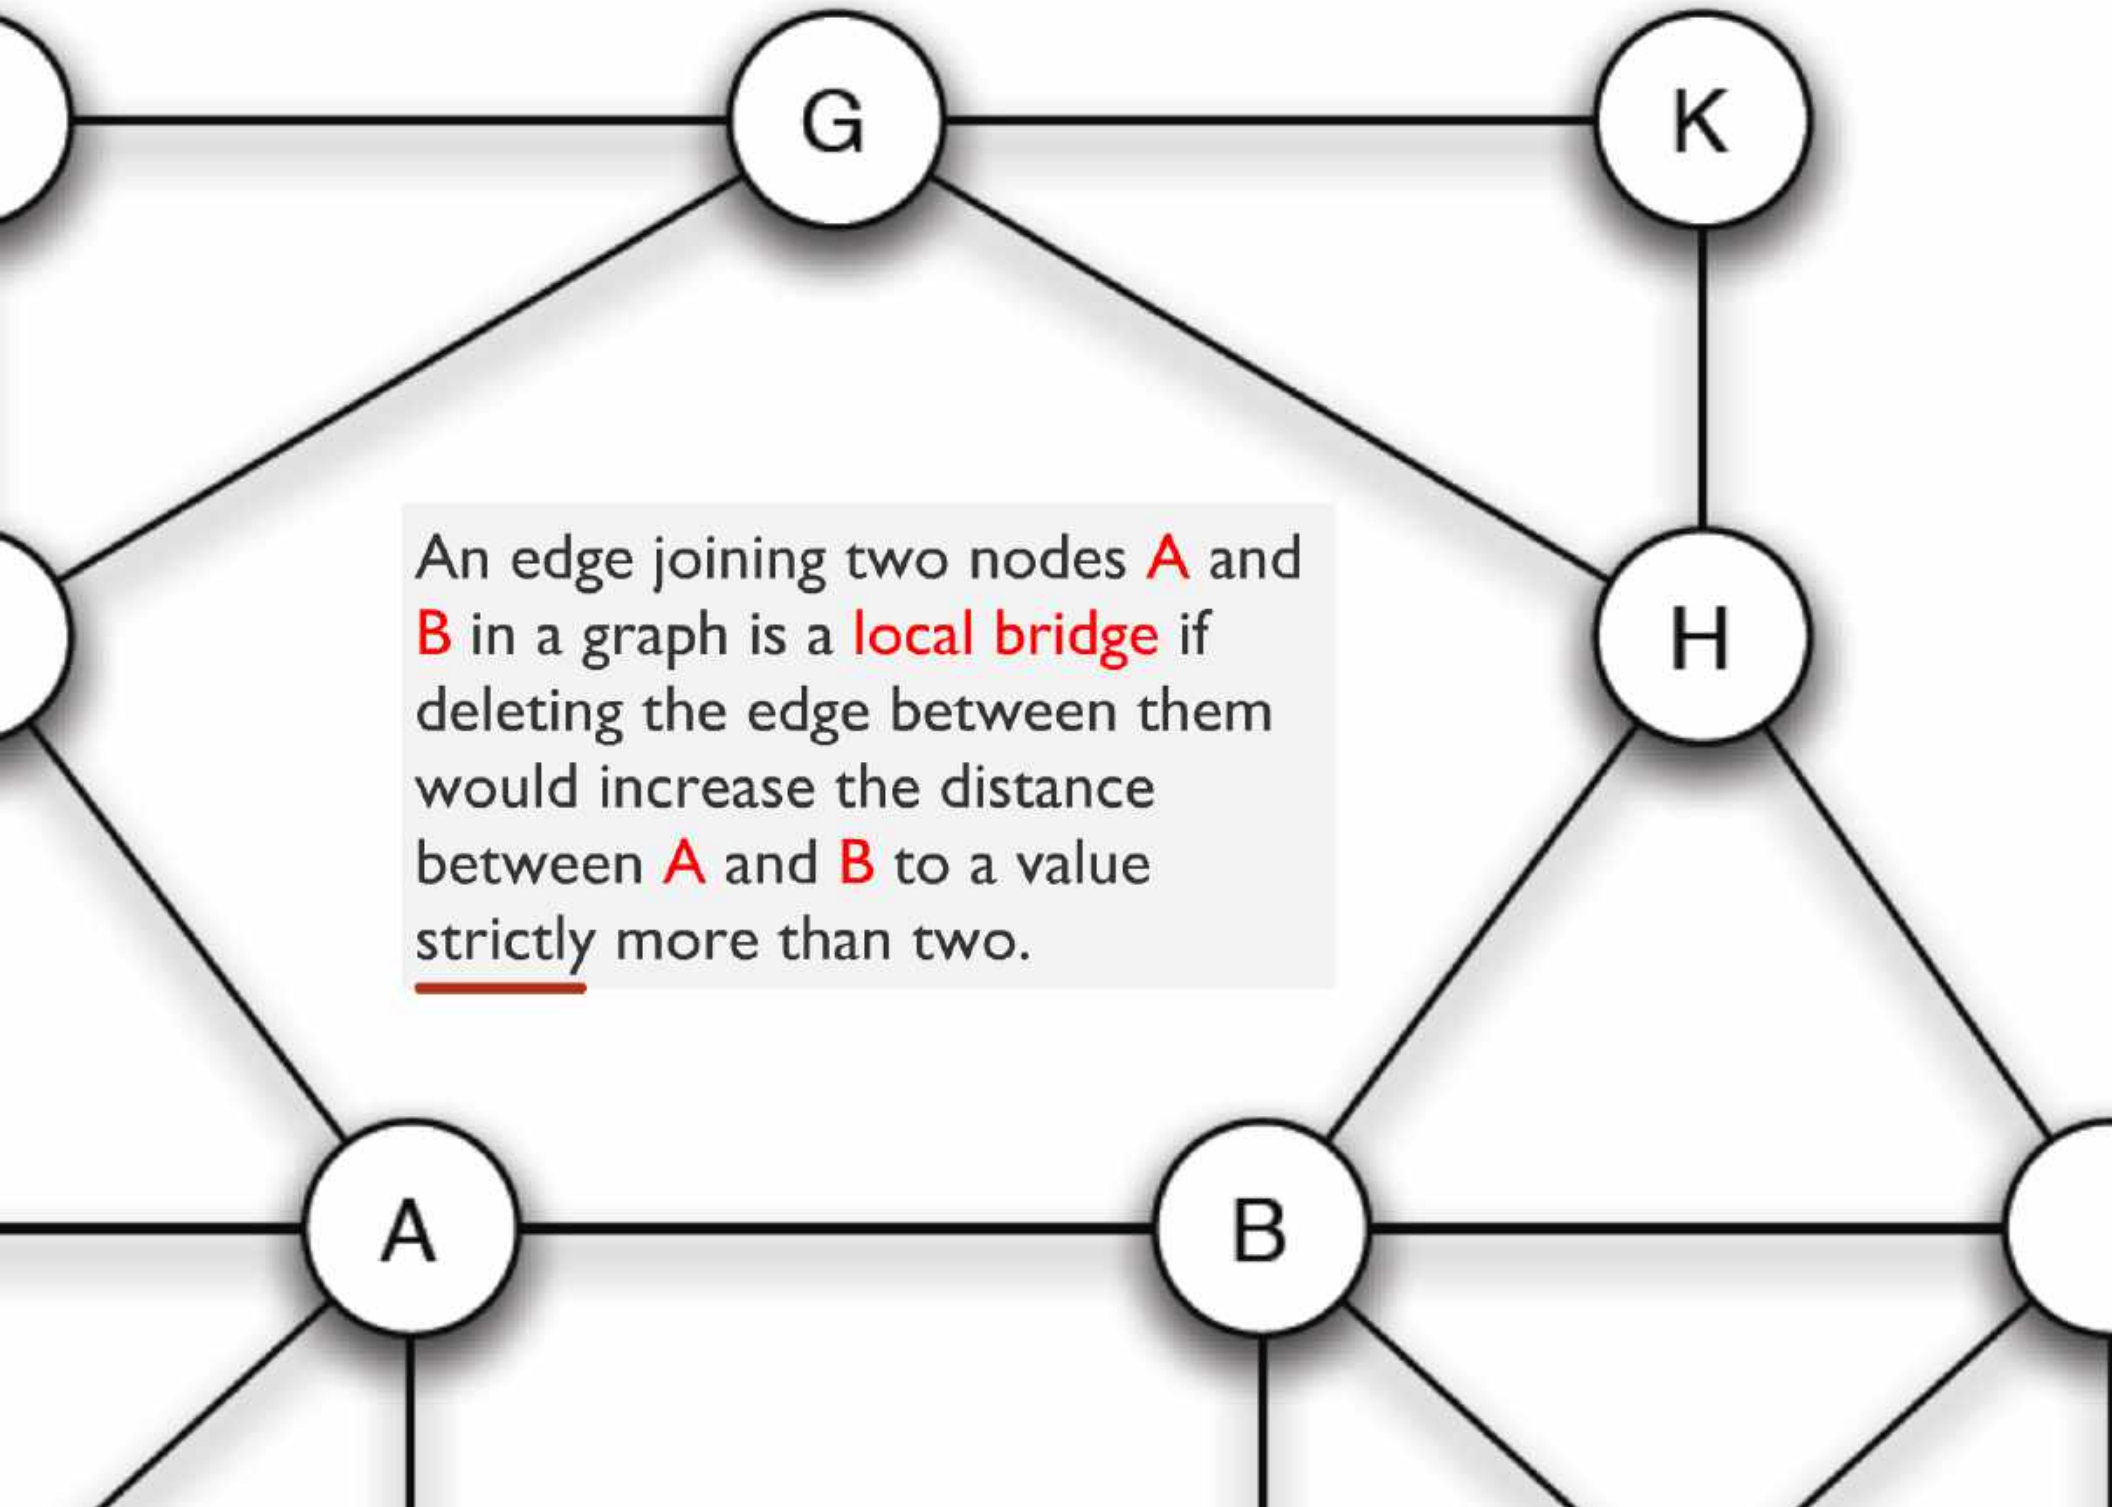 G
K
An edge joining two nodes A and
B in a graph is a local bridge if
deleting the edge between them
would increase the distance
between A and B to a value
strictly more than two.
H
A
B